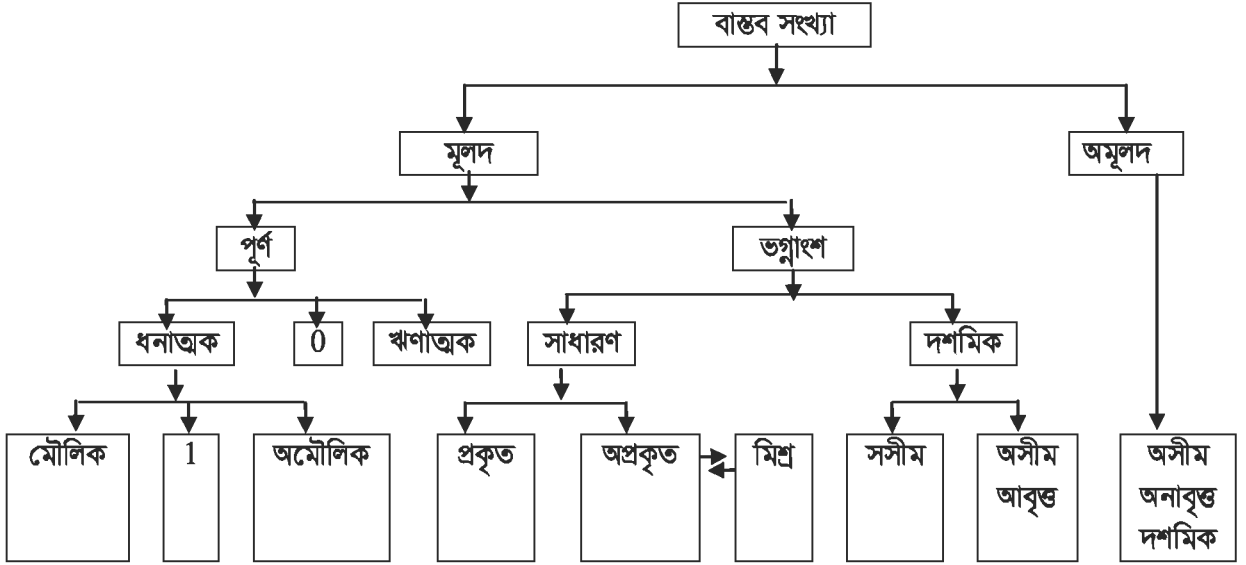 বাস্তব সংখ্যা
মূলদ
অমূলদ
পূর্ণ
ভগ্নাংশ
ধনাত্মক
0
ঋণাত্মক
সাধারণ
দশমিক
মৌলিক
1
অমৌলিক
প্রকৃত
অপ্রকৃত
মিশ্র
সসীম
অসীম
আবৃত্ত
অসীম
অনাবৃত্ত
দশমিক